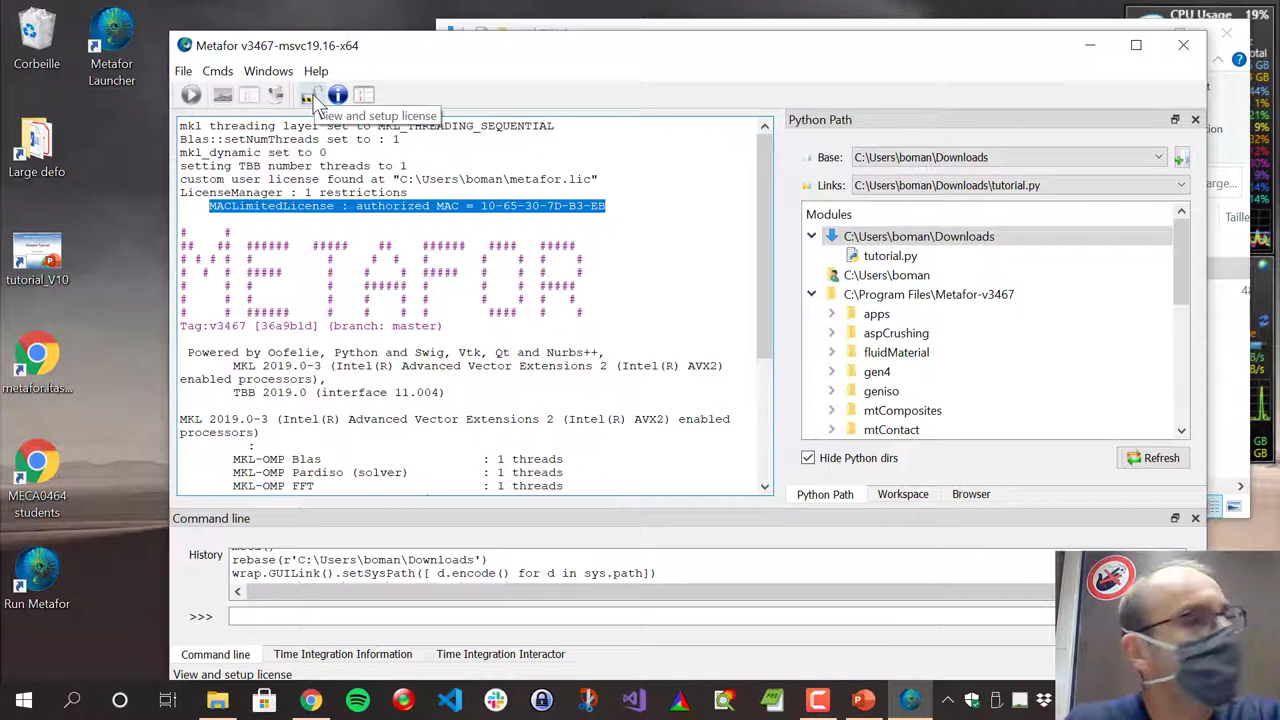 Corbeille
Metafor
Launcher
Large defo
tutorial_V10
metafor.ltas...
MECA0464
students
Run Metafor
Metafor v3467-msvc19.16-x64
File Cmds Windows Help
View and setup license
mkl threading layer set to MKL_THREADING_SEQUENTIAL
Blas::setNumThreads set to : 1
mkl_dynamic set to 0
setting TBB number threads to 1
custom user license found at "C:\Users\boman\metafor.lic"
LicenseManager : 1 restrictions
MACLimitedLicense : authorized MAC = 10-65-30-7D-B3-EB
METAFOR
Tag:v3467 [36a9b1d] (branch: master)
Powered by Oofelie, Python and Swig, Vtk, Qt and Nurbs++,
MKL 2019.0-3 (Intel(R) Advanced Vector Extensions 2 (Intel(R) AVX2)
enabled processors),
TBB 2019.0 (interface 11.004)
MKL 2019.0-3 (Intel(R) Advanced Vector Extensions 2 (Intel(R) AVX2) enabled
processors)
:
MKL-OMP Blas : 1 threads
MKL-OMP Pardiso (solver) : 1 threads
MKL-OMP FFT : 1 threads
Python Path
Base: C:\Users\boman\Downloads
Links: C:\Users\boman\Downloads\tutorial.py
Modules
C:\Users\boman\Downloads
tutorial.py
C:\Users\boman
C:\Program Files\Metafor-v3467
apps
aspCrushing
fluidMaterial
gen4
geniso
mtComposites
mtContact
Hide Python dirs
Refresh
Python Path Workspace Browser
Command line
History
rebase(r'C:\Users\boman\Downloads')
wrap.GUILink().setSysPath([ d.encode() for d in sys.path])
>>>
Command line Time Integration Information Time Integration Interactor
View and setup license
CPU Usage 19%
Taille